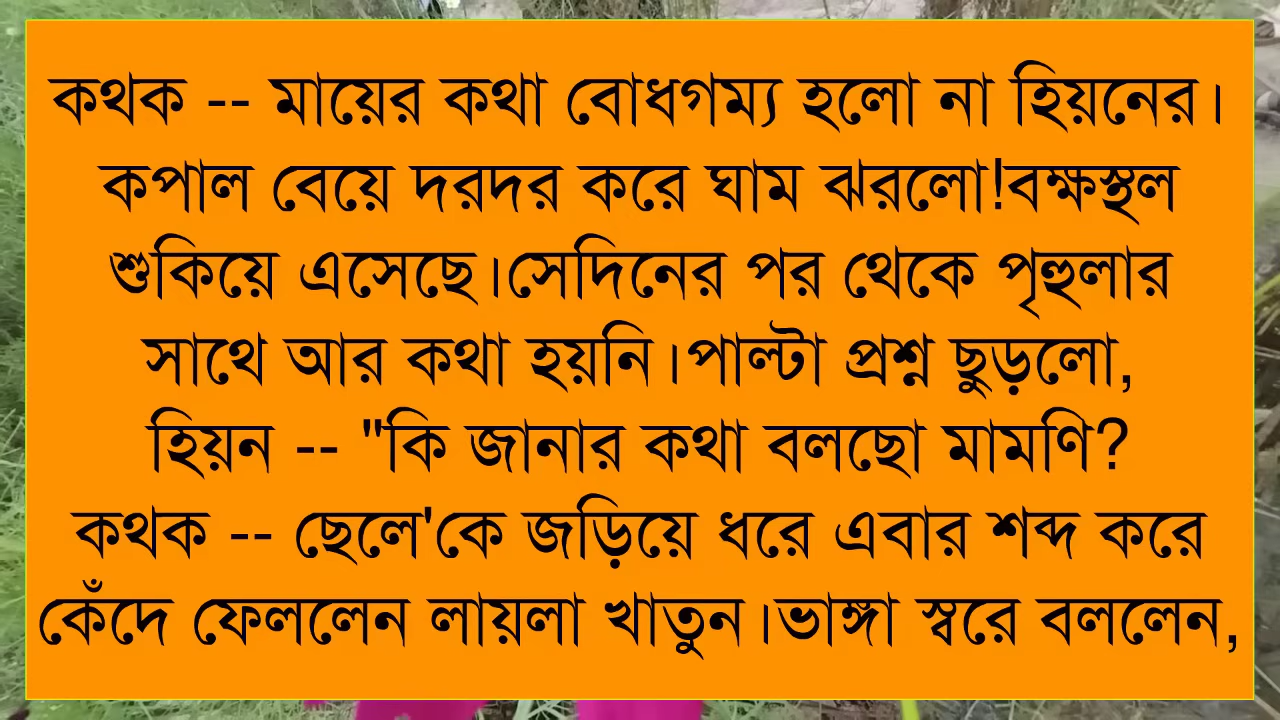 কথক -- মায়ের কথা বোধগম্য হলো না হিয়নের।
কপাল বেয়ে দরদর করে ঘাম ঝরলো!বক্ষস্থল
শুকিয়ে এসেছে।সেদিনের পর থেকে পৃহুলার
সাথে আর কথা হয়নি।পাল্টা প্রশ্ন ছুড়লো,
হিয়ন -- "কি জানার কথা বলছো মামণি?
কথক -- ছেলে'কে জড়িয়ে ধরে এবার শব্দ করে
কেঁদে ফেললেন লায়লা খাতুন।ভাঙ্গা স্বরে বললেন,